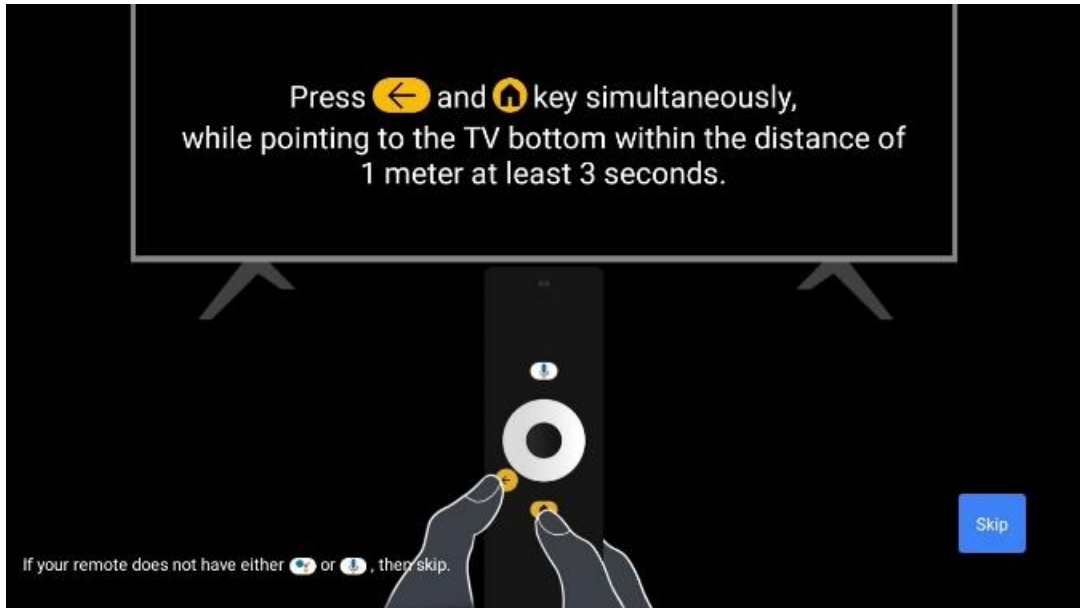 Press and key simultaneously,
while pointing to the TV bottom within the distance of
1 meter at least 3 seconds.
Skip
If your remote does not have either or , then skip.